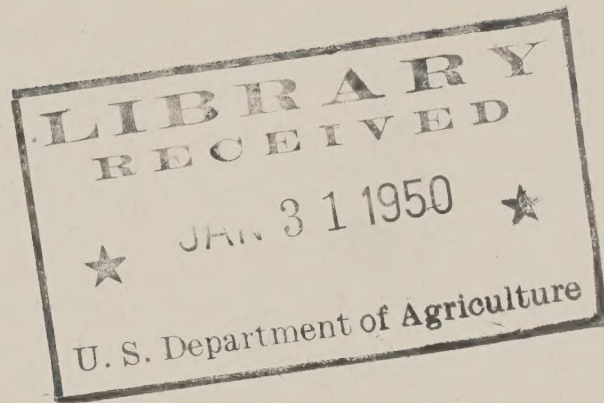 LIBRARY
RECEIVED
★ JAN 31 1950 ★
U. S. Department of Agriculture